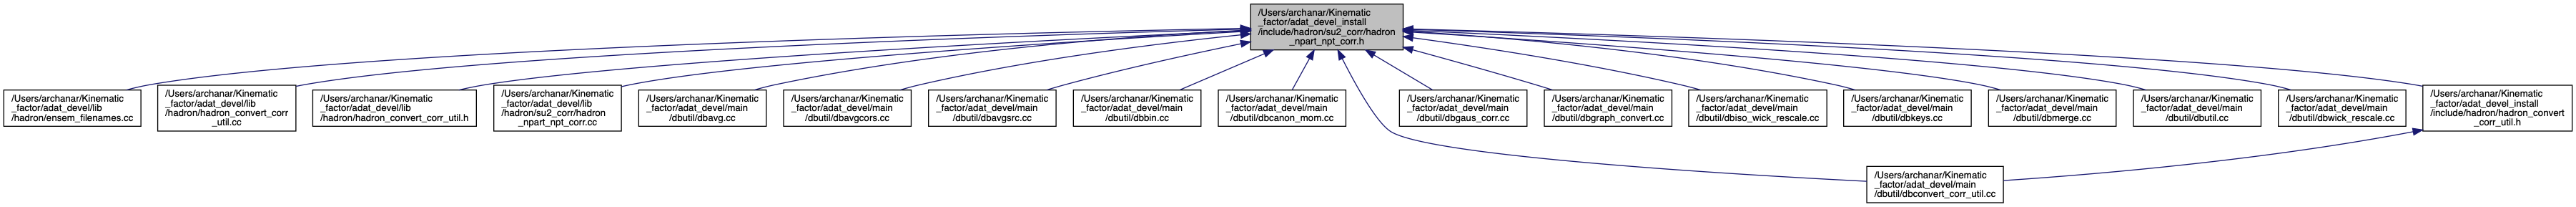 /Users/archanar/Kinematic
_factor/adat_devel_install
/include/hadron/su2_corr/hadron
_npart_npt_corr.h
/Users/archanar/Kinematic
_factor/adat_devel/lib
/hadron/ensem_filenames.cc
/Users/archanar/Kinematic
_factor/adat_devel/lib
/hadron/hadron_convert_corr
_util.cc
/Users/archanar/Kinematic
_factor/adat_devel/lib
/hadron/hadron_convert_corr_util.h
/Users/archanar/Kinematic
_factor/adat_devel/lib
/hadron/su2_corr/hadron
_npart_npt_corr.cc
/Users/archanar/Kinematic
_factor/adat_devel/main
/dbutil/dbavg.cc
/Users/archanar/Kinematic
_factor/adat_devel/main
/dbutil/dbavgcors.cc
/Users/archanar/Kinematic
_factor/adat_devel/main
/dbutil/dbavgsrc.cc
/Users/archanar/Kinematic
_factor/adat_devel/main
/dbutil/dbbin.cc
/Users/archanar/Kinematic
_factor/adat_devel/main
/dbutil/dbcanon_mom.cc
/Users/archanar/Kinematic
_factor/adat_devel/main
/dbutil/dbgaus_corr.cc
/Users/archanar/Kinematic
_factor/adat_devel/main
/dbutil/dbgraph_convert.cc
/Users/archanar/Kinematic
_factor/adat_devel/main
/dbutil/dbiso_wick_rescale.cc
/Users/archanar/Kinematic
_factor/adat_devel/main
/dbutil/dbkeys.cc
/Users/archanar/Kinematic
_factor/adat_devel/main
/dbutil/dbmerge.cc
/Users/archanar/Kinematic
_factor/adat_devel/main
/dbutil/dbutil.cc
/Users/archanar/Kinematic
_factor/adat_devel/main
/dbutil/dbwick_rescale.cc
/Users/archanar/Kinematic
_factor/adat_devel_install
/include/hadron/hadron_convert
_corr_util.h
/Users/archanar/Kinematic
_factor/adat_devel/main
/dbutil/dbconvert_corr_util.cc